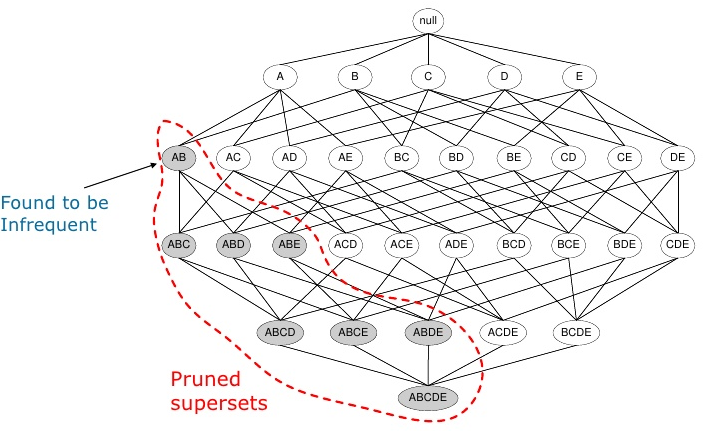 null
A B C D E
AB AC AD AE BC BD BE CD CE DE
Found to be
Infrequent
ABC ABD ABE ACD ACE ADE BCD BCE BDE CDE
ABCD ABCE ABDE ACDE BCDE
Pruned
supersets
ABCDE